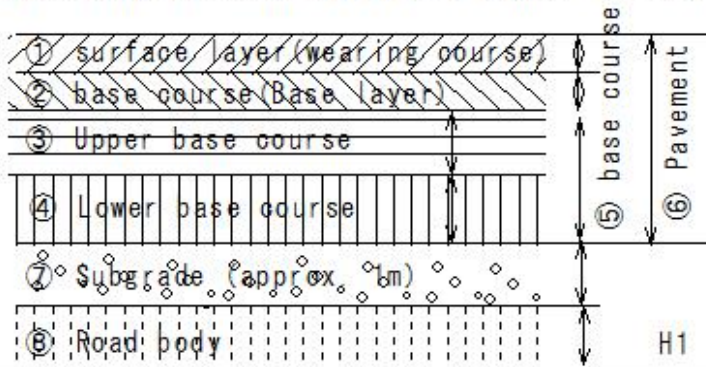 ① surface layer(wearing course)
② base course(Base layer)
③ Upper base course
④ Lower base course
⑤ base course
⑥ Pavement
⑦ Subgrade (approx. 1m)
⑧ Road body
H1